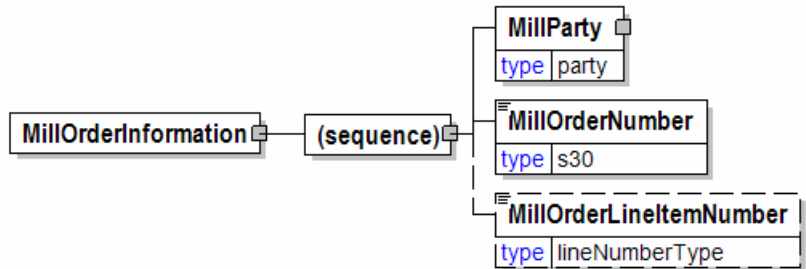 MillParty
type party
MillOrderInformation
(sequence)
MillOrderNumber
type s30
MillOrderLineItemNumber
type lineNumberType